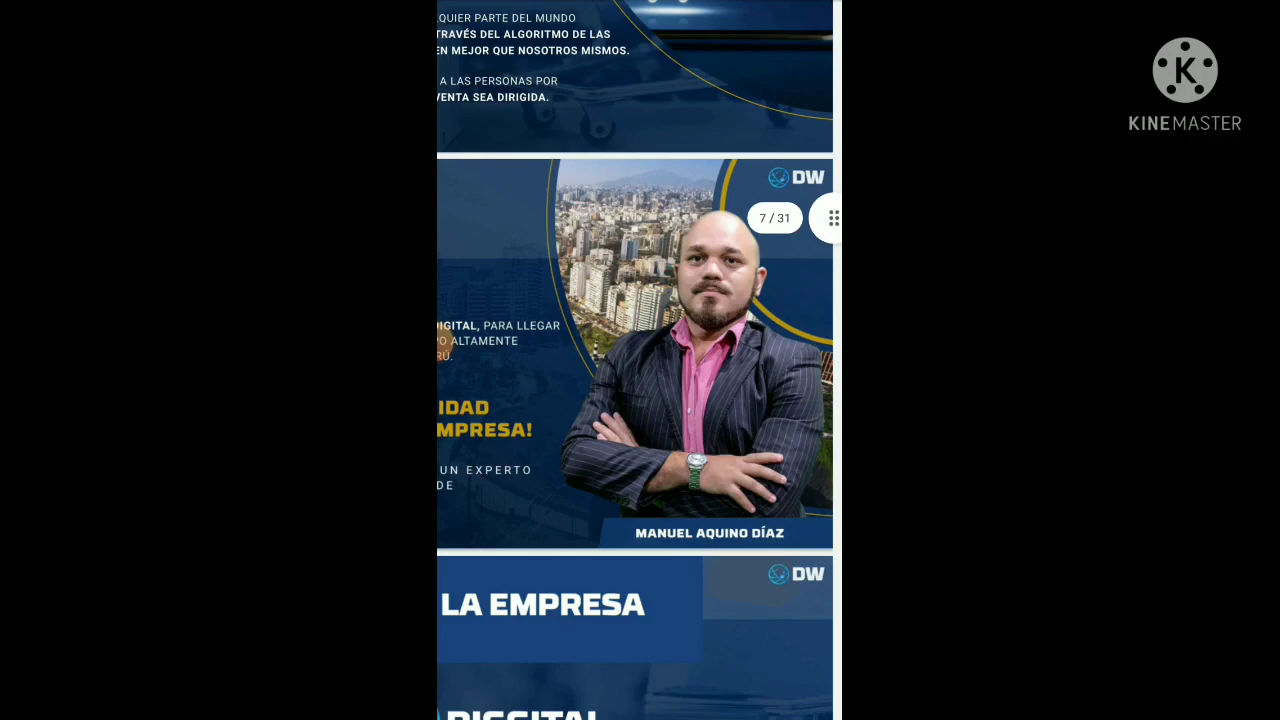 QUIER PARTE DEL MUNDO
TRAVÉS DEL ALGORITMO DE LAS
EN MEJOR QUE NOSOTROS MISMOS.
A LAS PERSONAS POR
VENTA SEA DIRIGIDA.
KINEMASTER
DW
7 / 31
DIGITAL, PARA LLEGAR
PO ALTAMENTE
RÚ.
IDAD
MPRESA!
UN EXPERTO
DE
MANUEL AQUINO DÍAZ
DW
LA EMPRESA